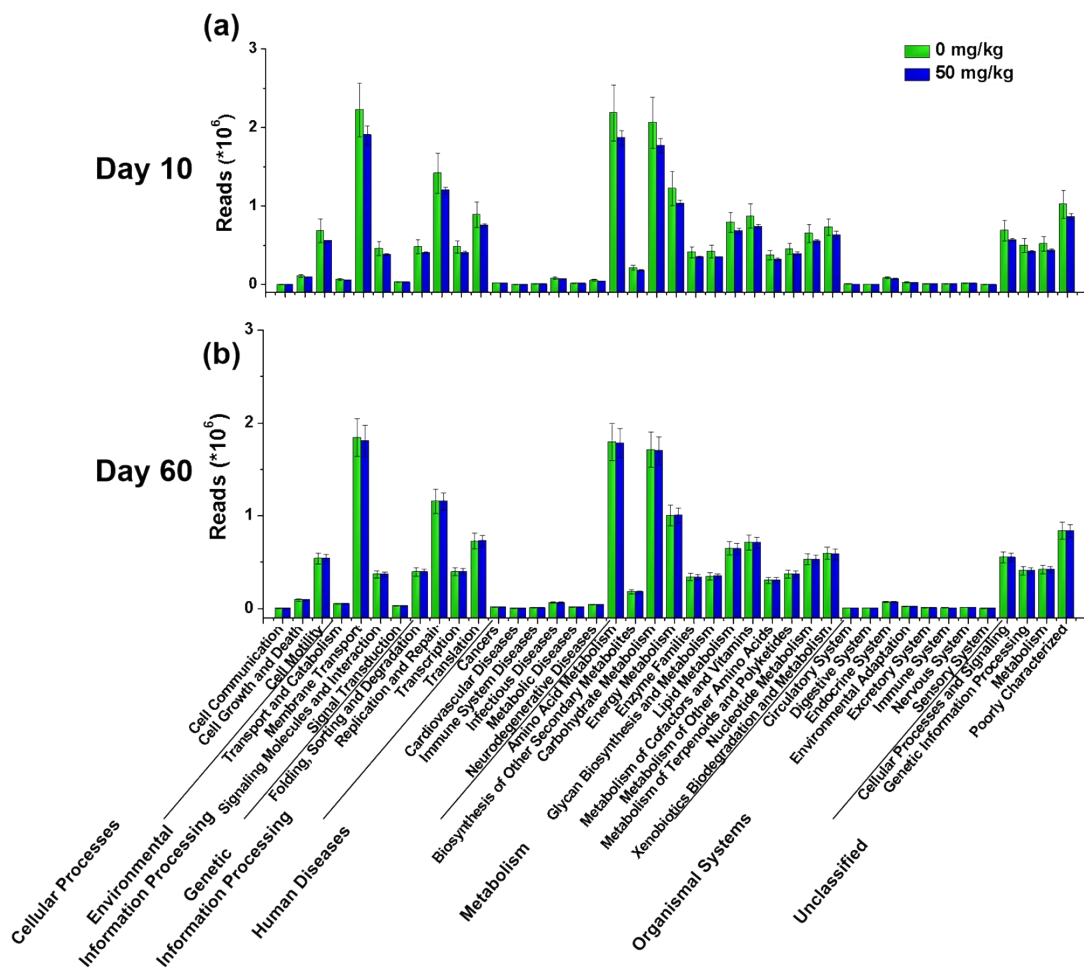 (a)
3
2
1
0
Reads (*10⁶)
Day 10
0 mg/kg
50 mg/kg
(b)
3
2
1
0
Reads (*10⁶)
Day 60
Cell Communication
Cell Growth and Death
Cell Motility
Transport and Catabolism
Membrane Transport
Signaling Molecules and Interaction
Signal Transduction
Folding, Sorting and Degradation
Replication and Repair
Transcription
Translation
Cancers
Cardiovascular Diseases
Immune System Diseases
Infectious Diseases
Metabolic Diseases
Neurodegenerative Diseases
Amino Acid Metabolism
Biosynthesis of Other Secondary Metabolites
Carbohydrate Metabolism
Energy Metabolism
Enzyme Families
Glycan Biosynthesis and Metabolism
Lipid Metabolism
Metabolism of Cofactors and Vitamins
Metabolism of Other Amino Acids
Metabolism of Terpenoids and Polyketides
Nucleotide Metabolism
Xenobiotics Biodegradation and Metabolism
Circulatory System
Digestive System
Endocrine System
Environmental Adaptation
Excretory System
Immune System
Nervous System
Sensory System
Cellular Processes and Signaling
Genetic Information Processing
Metabolism
Poorly Characterized
Cellular Processes
Environmental
Information Processing
Genetic
Information Processing
Human Diseases
Metabolism
Organismal Systems
Unclassified